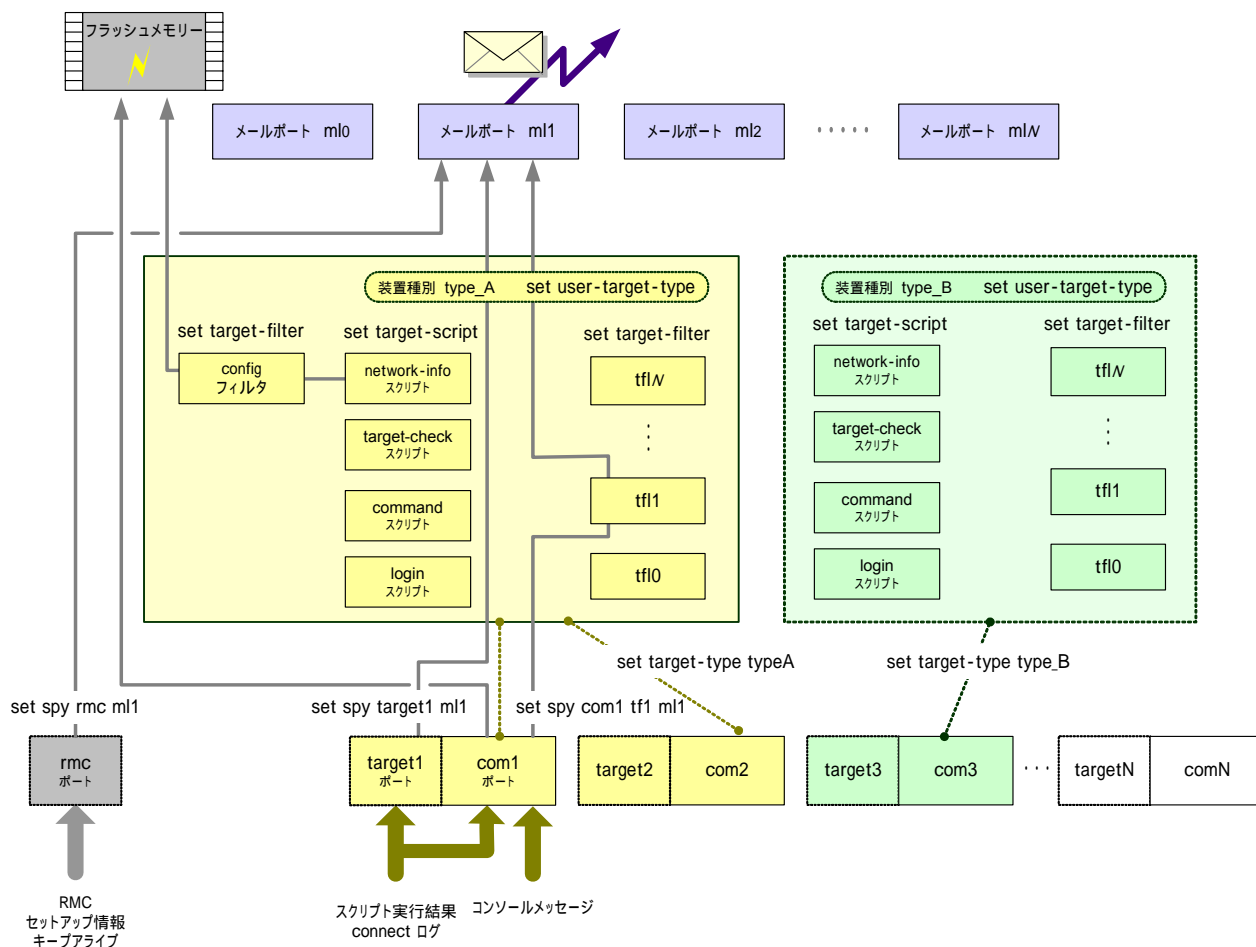 フラッシュメモリー
メールポート ml0
メールポート ml1
メールポート ml2
・・・・・
メールポート mlN
装置種別 type_A set user-target-type
装置種別 type_B set user-target-type
set target-filter
set target-script
set target-filter
set target-script
set target-filter
config
フィルタ
network-info
スクリプト
tflN
network-info
スクリプト
tflN
target-check
スクリプト
target-check
スクリプト
command
スクリプト
tfl1
command
スクリプト
tfl1
login
スクリプト
tfl0
login
スクリプト
tfl0
set target-type typeA
set target-type type_B
set spy rmc ml1
set spy target1 ml1
set spy com1 tf1 ml1
rmc
ポート
target1
ポート
com1
ポート
target2
com2
target3
com3
・・・
targetN
comN
RMC
セットアップ情報
キープアライブ
スクリプト実行結果
connect ログ
コンソールメッセージ